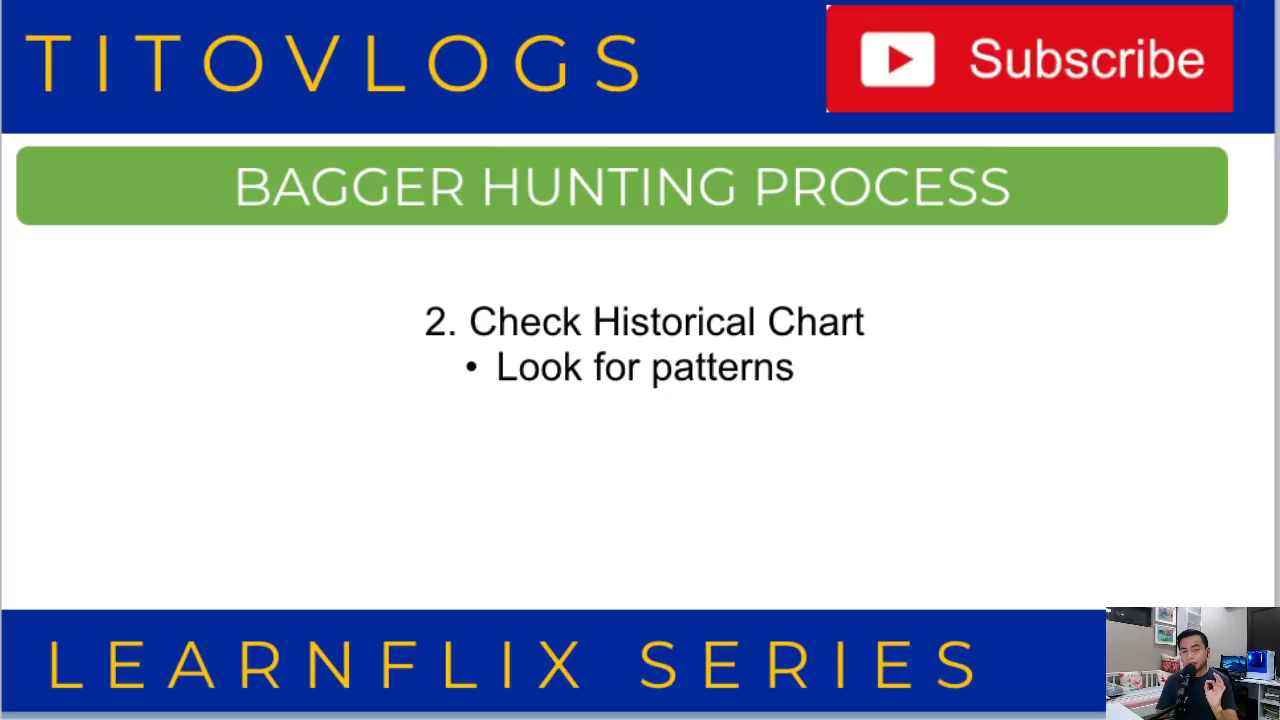 TITOVLOGS
Subscribe
BAGGER HUNTING PROCESS
2. Check Historical Chart
• Look for patterns
LEARNFLIX SERIES